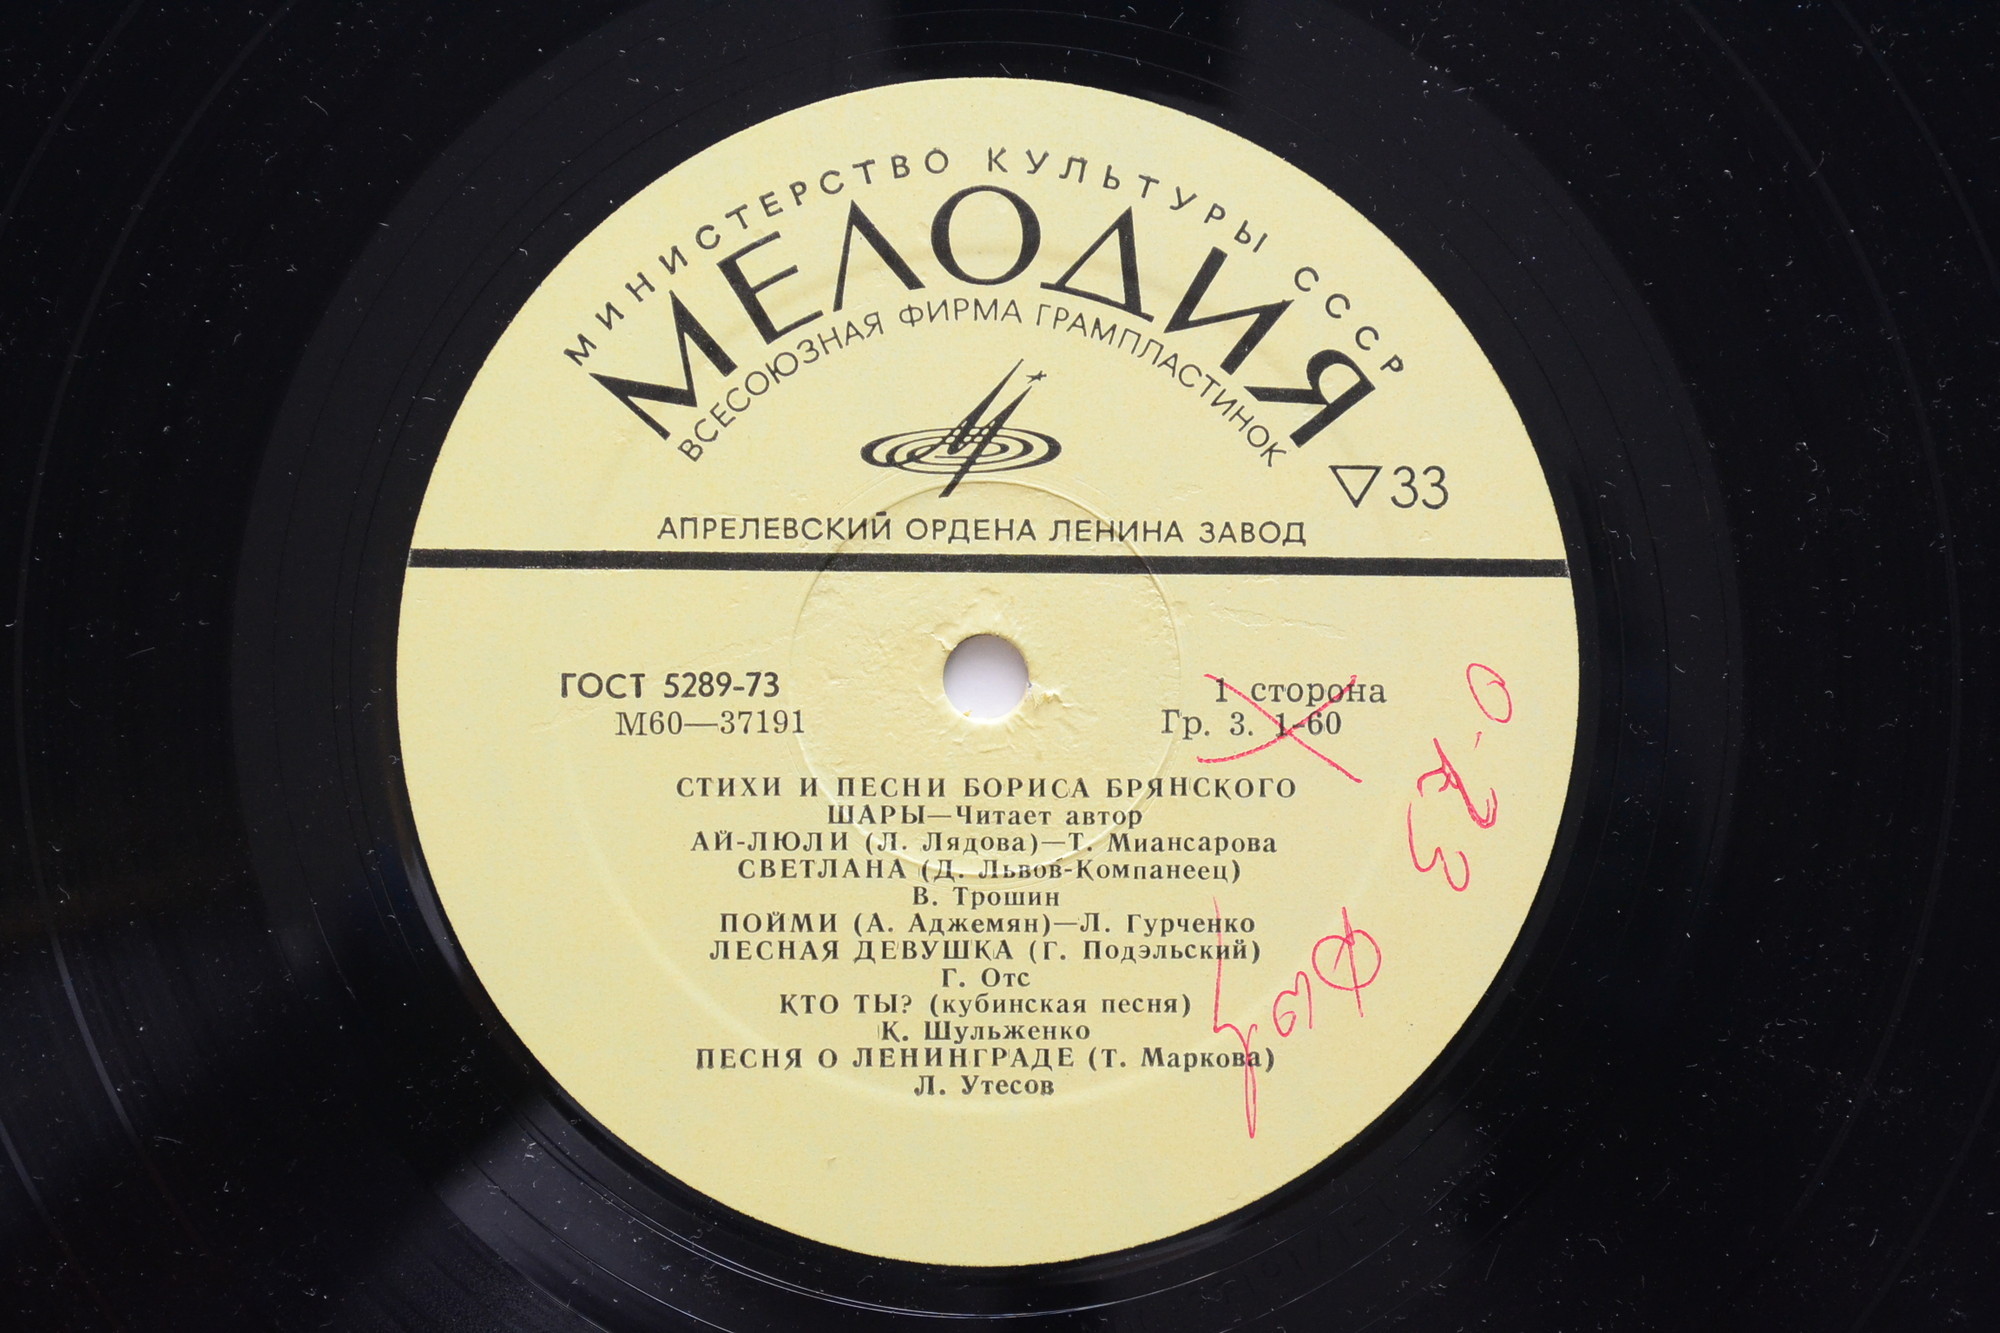 МИНИСТЕРСТВО КУЛЬТУРЫ СССР
МЕЛОДИЯ
ВСЕСОЮЗНАЯ ФИРМА ГРАМПЛАСТИНОК
▽33
АПРЕЛЕВСКИЙ ОРДЕНА ЛЕНИНА ЗАВОД
ГОСТ 5289-73
М60—37191
1 сторона
Гр. 3. 1-60
СТИХИ И ПЕСНИ БОРИСА БРЯНСКОГО
ШАРЫ—Читает автор
АЙ-ЛЮЛИ (Л. Лядова)—Т. Миансарова
СВЕТЛАНА (Д. Львов-Компанеец)
В. Трошин
ПОЙМИ (А. Аджемян)—Л. Гурченко
ЛЕСНАЯ ДЕВУШКА (Г. Подэльский)
Г. Отс
КТО ТЫ? (кубинская песня)
К. Шульженко
ПЕСНЯ О ЛЕНИНГРАДЕ (Т. Маркова)
Л. Утесов